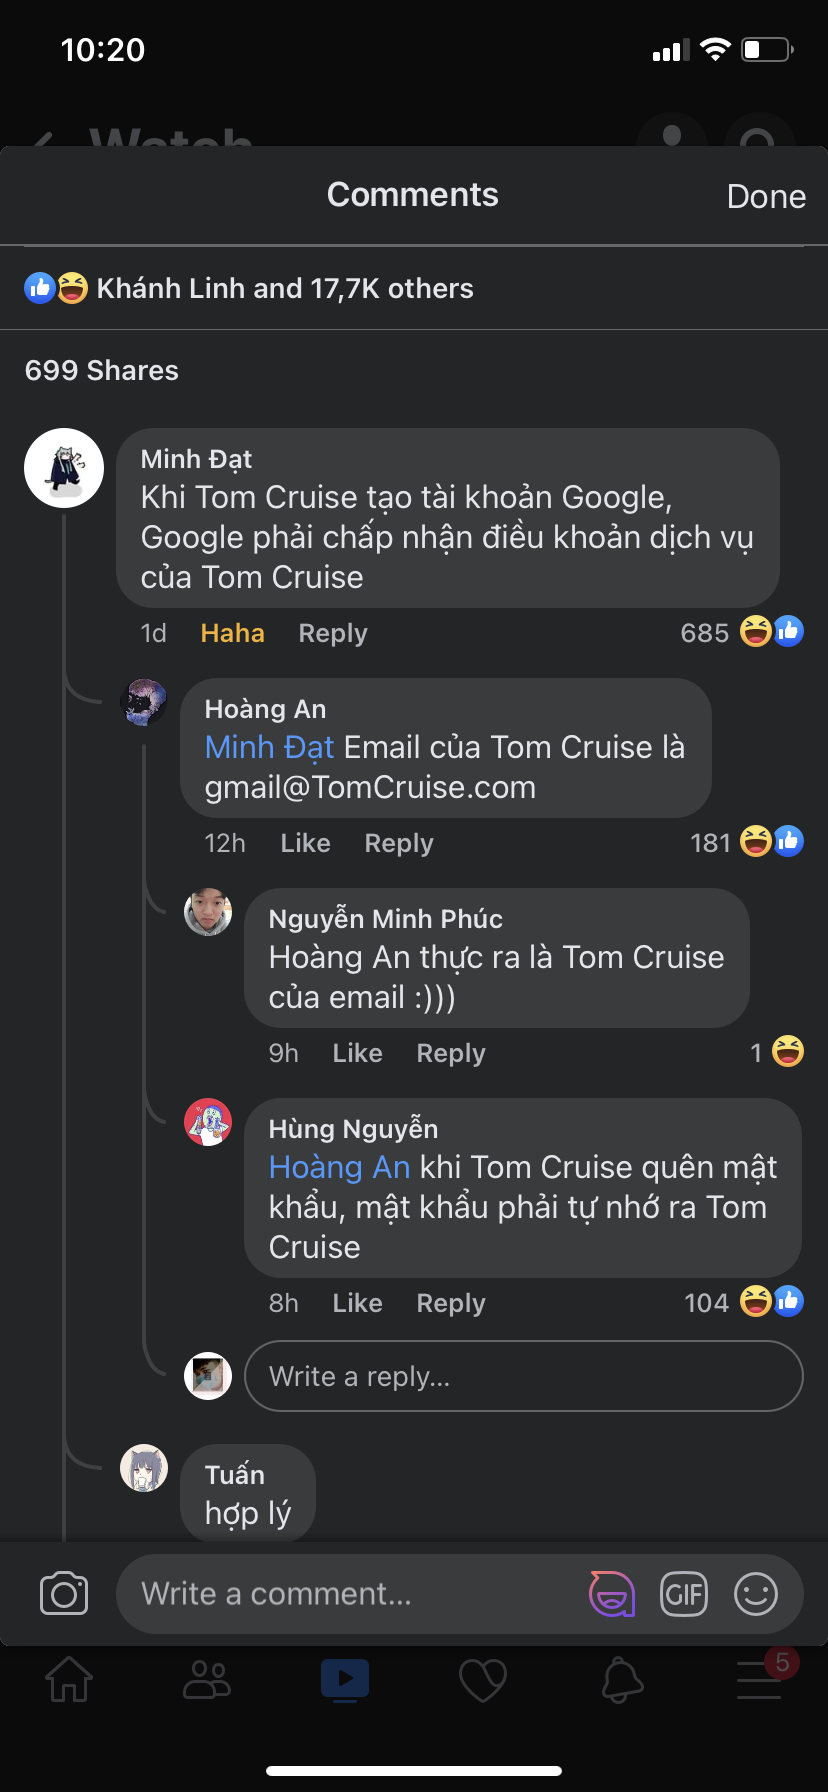 10:20
Watch
Comments
Done
Khánh Linh and 17,7K others
699 Shares
Minh Đạt
Khi Tom Cruise tạo tài khoản Google,
Google phải chấp nhận điều khoản dịch vụ
của Tom Cruise
1d Haha Reply 685
Hoàng An
Minh Đạt Email của Tom Cruise là
gmail@TomCruise.com
12h Like Reply 181
Nguyễn Minh Phúc
Hoàng An thực ra là Tom Cruise
của email :)))
9h Like Reply 1
Hùng Nguyễn
Hoàng An khi Tom Cruise quên mật
khẩu, mật khẩu phải tự nhớ ra Tom
Cruise
8h Like Reply 104
Write a reply...
Tuấn
hợp lý
Write a comment...
GIF
5